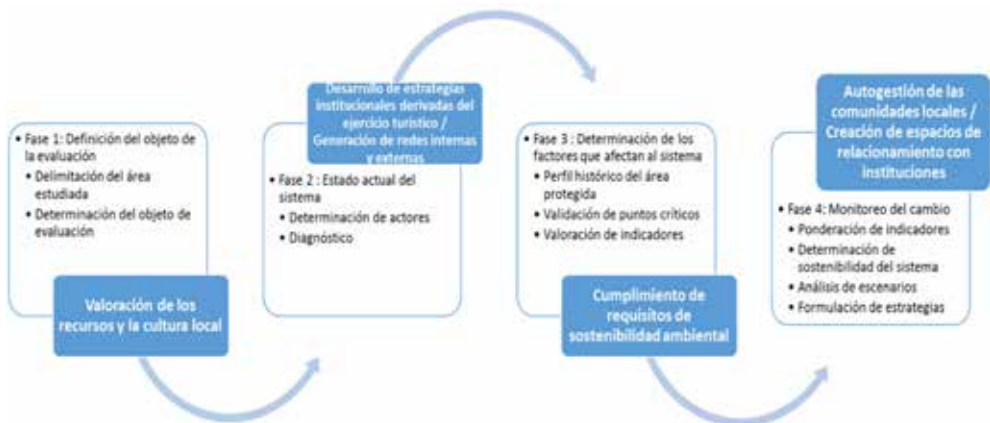 • Fase 1: Definición del objeto de
la evaluación
• Delimitación del área
estudiada
• Determinación del objeto de
evaluación
Valoración de los
recursos y la cultura local
Desarrollo de estrategias
institucionales derivadas del
ejercicio turístico /
Generación de redes internas
y externas
• Fase 2 : Estado actual del
sistema
• Determinación de actores
• Diagnóstico
• Fase 3 : Determinación de los
factores que afectan al sistema
• Perfil histórico del área
protegida
• Validación de puntos críticos
• Valoración de indicadores
Cumplimiento de
requisitos de
sostenibilidad ambiental
Autogestión de las
comunidades locales /
Creación de espacios de
relacionamiento con
instituciones
• Fase 4: Monitoreo del cambio
• Ponderación de indicadores
• Determinación de
sostenibilidad del sistema
• Análisis de escenarios
• Formulación de estrategias